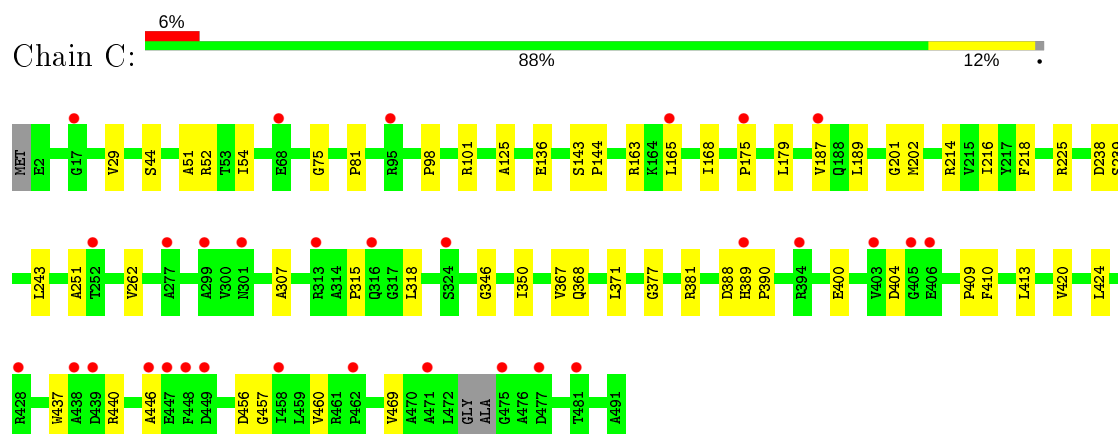 6%
Chain C:
88% 12% •
MET E2 G17 V29 S44 A51 R52 T53 I54 E68 G75 P81 R95 P98 R101 A125 E136 S143 P144 R163 K164 L165 I168 P175 L179 V187 Q188 L189 G201 M202 R214 V215 I216 Y217 F218 R225 D238 S239
L243 A251 T252 V262 A277 A299 V300 N301 A307 R313 A314 P315 Q316 G317 L318 S324 G346 I350 V367 Q368 L371 G377 R381 D388 H389 P390 R394 E400 V403 D404 G405 E406 P409 F410 L413 V420 L424
R428 W437 A438 D439 R440 A446 E447 F448 D449 D456 G457 I458 L459 V460 R461 P462 V469 A470 A471 L472 GLY ALA G475 A476 D477 T481 A491